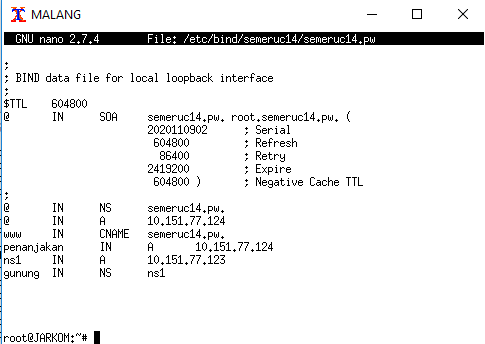 MALANG
GNU nano 2.7.4 File: /etc/bind/semeruc14/semeruc14.pw
;
; BIND data file for local loopback interface
;
$TTL 604800
@ IN SOA semeruc14.pw. root.semeruc14.pw. (
2020110902 ; Serial
604800 ; Refresh
86400 ; Retry
2419200 ; Expire
604800 ) ; Negative Cache TTL
;
@ IN NS semeruc14.pw.
@ IN A 10.151.77.124
www IN CNAME semeruc14.pw.
penanjakan IN A 10.151.77.124
ns1 IN A 10.151.77.123
gunung IN NS ns1
root@JARKOM:~#